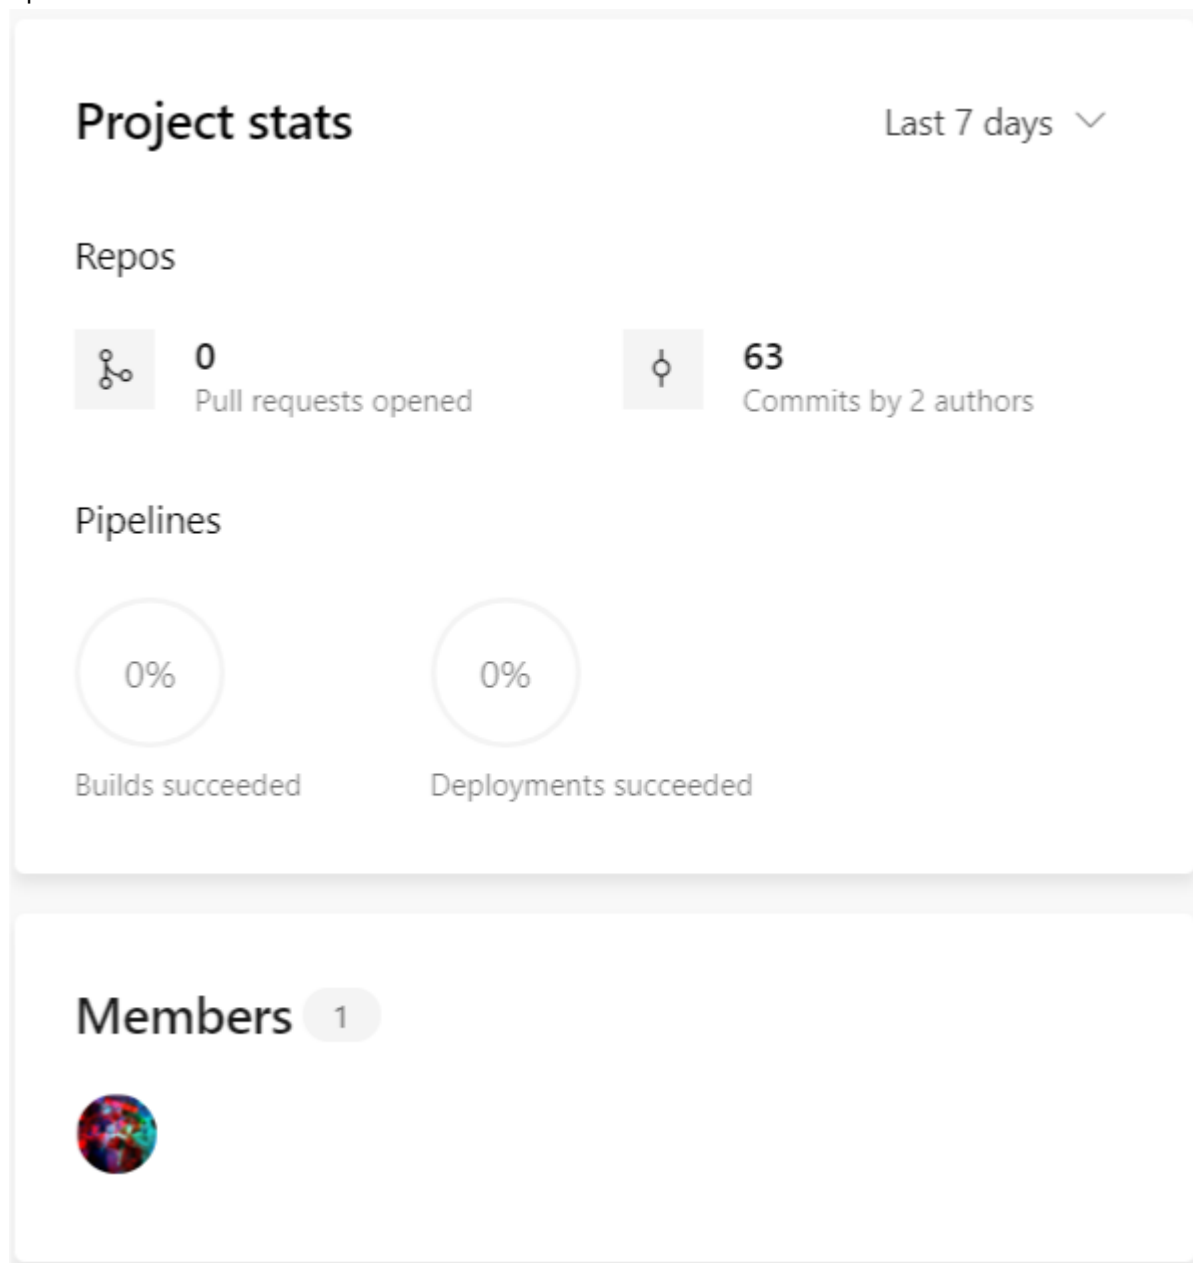 Project stats
Last 7 days
Repos
0
Pull requests opened
63
Commits by 2 authors
Pipelines
0%
Builds succeeded
0%
Deployments succeeded
Members 1